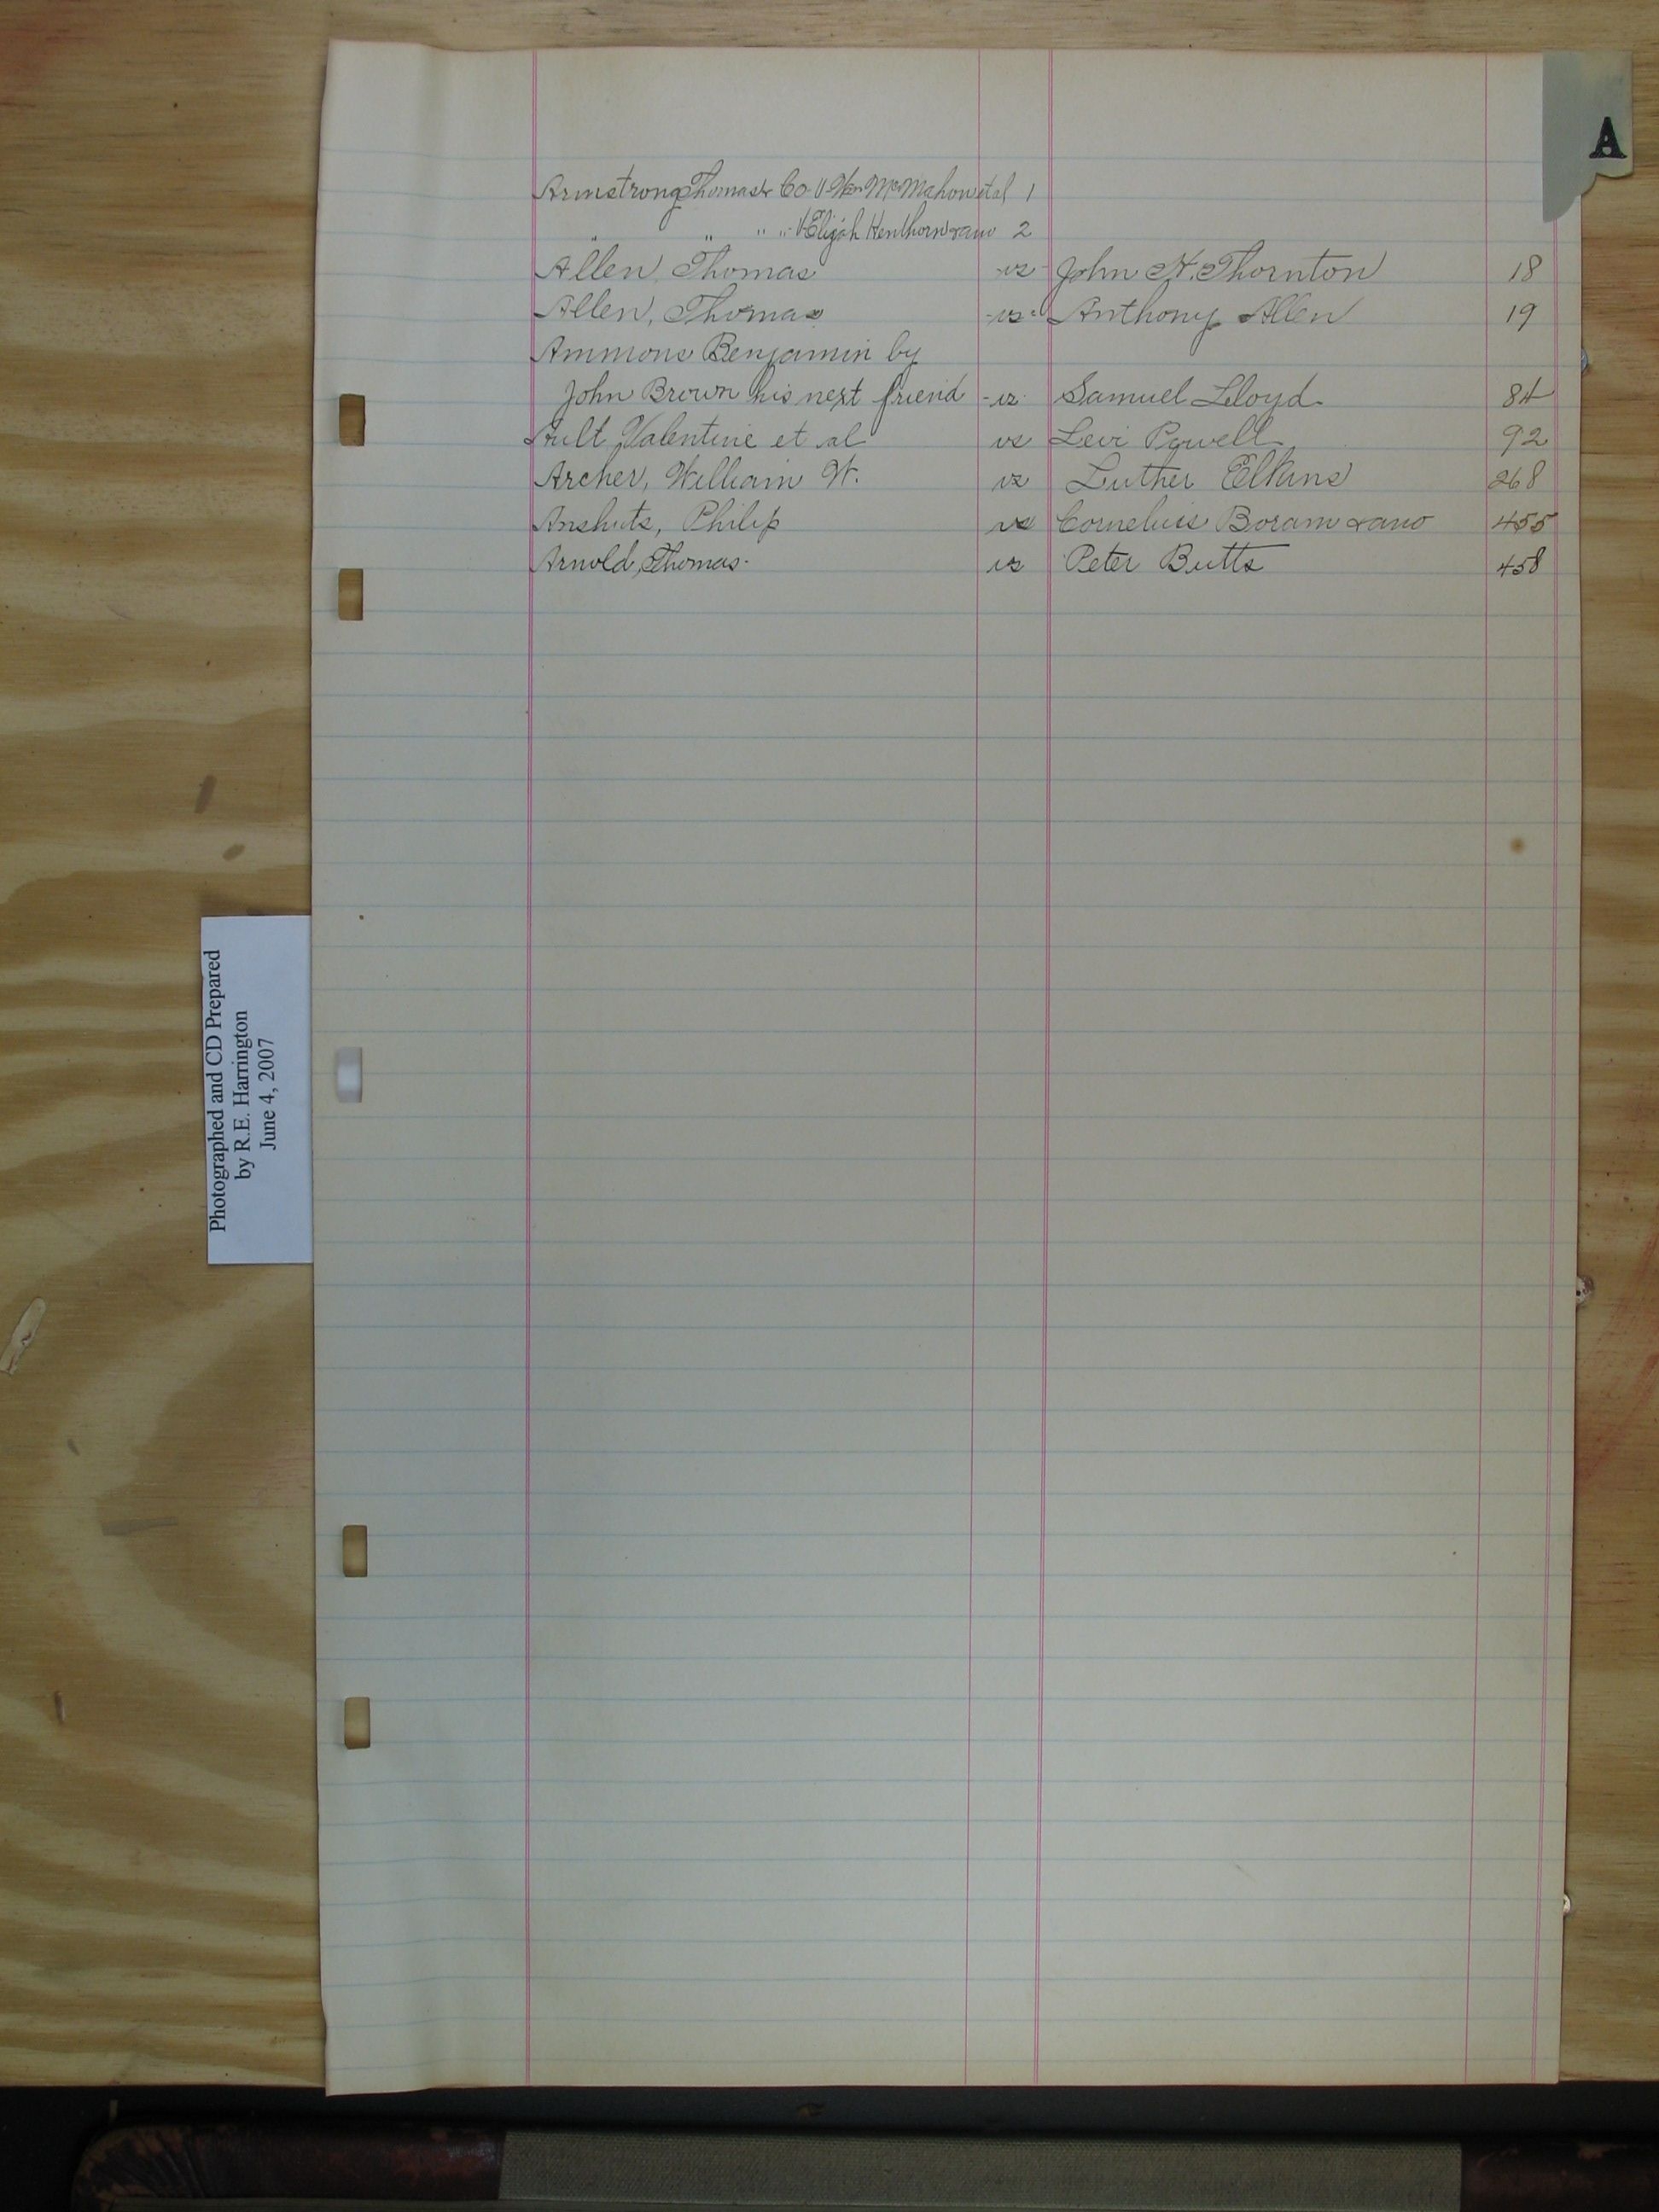 A
Armstrong Thomas & Co. V Wm McMahon et al 1
" " " " V Elijah Henthorn & ano 2
Allen, Thomas -vs- John H. Thornton 18
Allen, Thomas -vs- Anthony Allen 19
Ammons Benjamin by
John Brown his next friend -vs- Samuel Lloyd 84
Ault, Valentine et al vs Levi Powell 92
Archer, William W. vs Luther Elkins 268
Anshuts, Philip vs Cornelius Boram & ano 455
Arnold, Thomas. vs Peter Butts 458
Photographed and CD Prepared
by R.E. Harrington
June 4, 2007